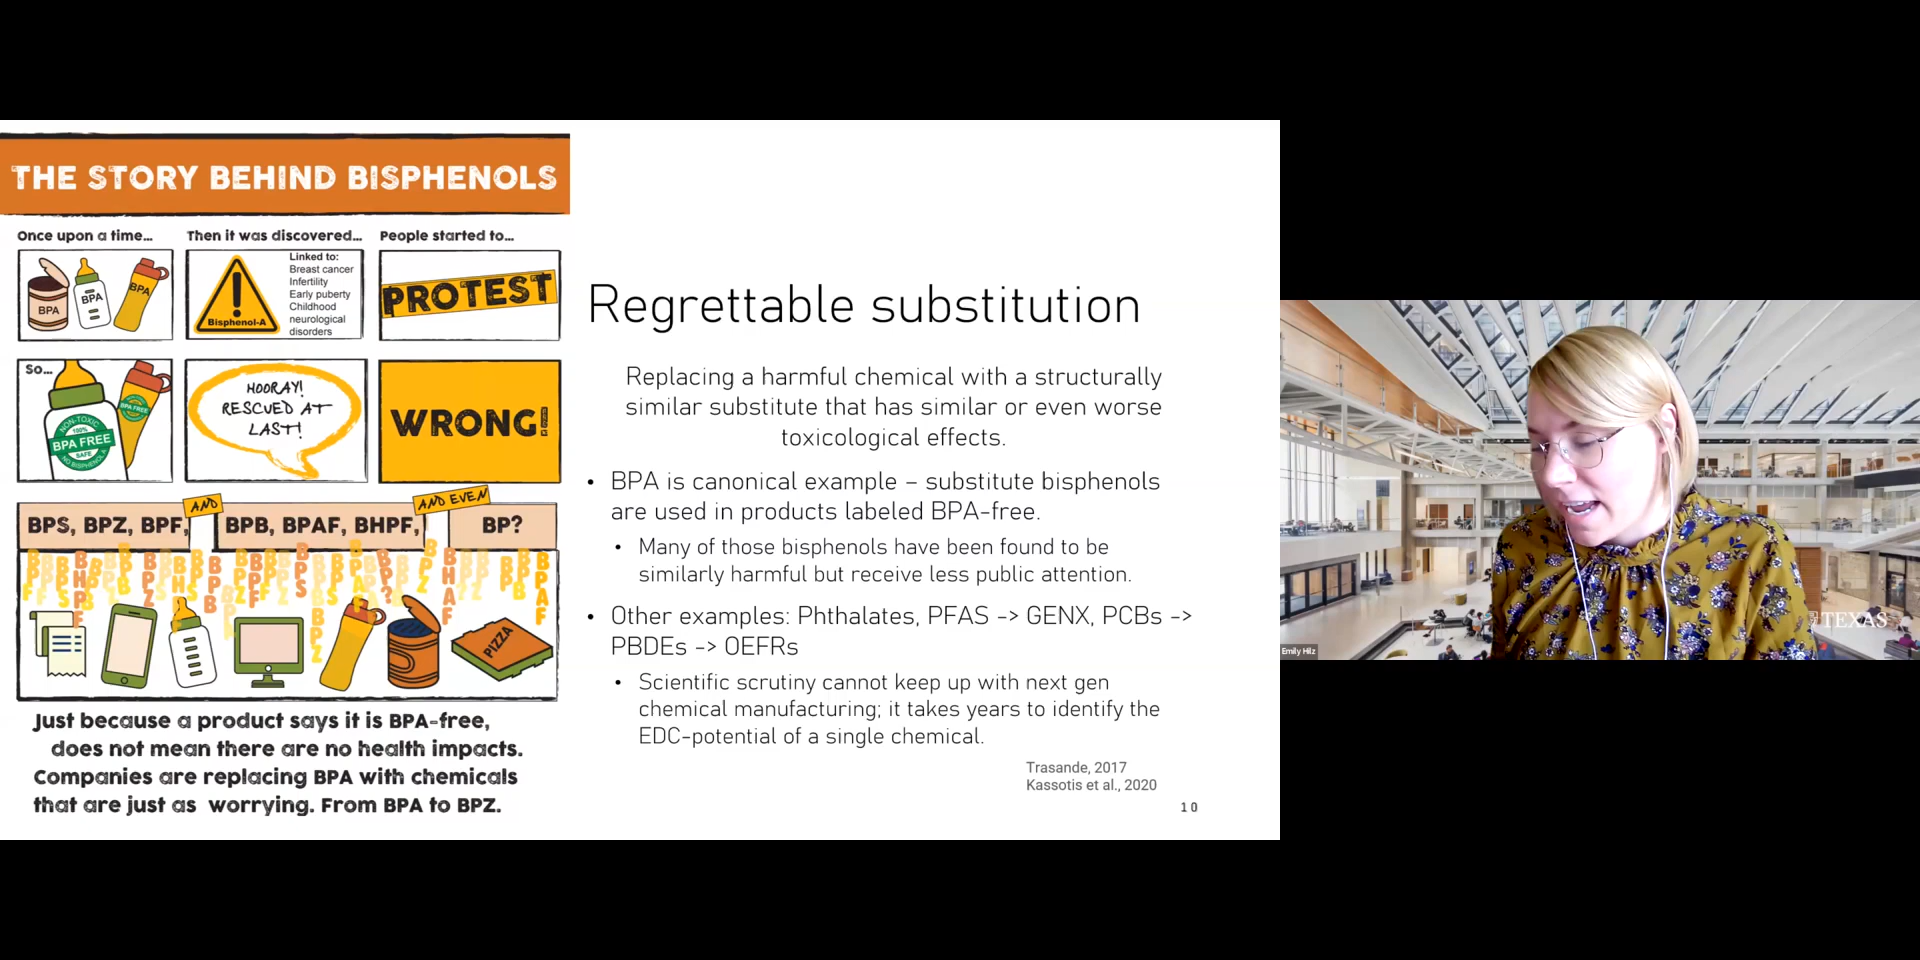 THE STORY BEHIND BISPHENOLS
Once upon a time...
Then it was discovered...
People started to...
BPA
BPA
BPA
Bisphenol-A
Linked to:
Breast cancer
Infertility
Early puberty
Childhood
neurological
disorders
PROTEST
So...
NON-TOXIC
100%
BPA FREE
SAFE
NO BISPHENOL A
BPA FREE
HOORAY!
RESCUED AT
LAST!
WRONG!
BPS, BPZ, BPF,
AND
BPB, BPAF, BHPF,
AND EVEN
BP?
PIZZA
Just because a product says it is BPA-free,
does not mean there are no health impacts.
Companies are replacing BPA with chemicals
that are just as worrying. From BPA to BPZ.
Regrettable substitution
Replacing a harmful chemical with a structurally
similar substitute that has similar or even worse
toxicological effects.
• BPA is canonical example – substitute bisphenols
are used in products labeled BPA-free.
• Many of those bisphenols have been found to be
similarly harmful but receive less public attention.
• Other examples: Phthalates, PFAS -> GENX, PCBs ->
PBDEs -> OEFRs
• Scientific scrutiny cannot keep up with next gen
chemical manufacturing; it takes years to identify the
EDC-potential of a single chemical.
Trasande, 2017
Kassotis et al., 2020
10
TEXAS
Emily Hilz